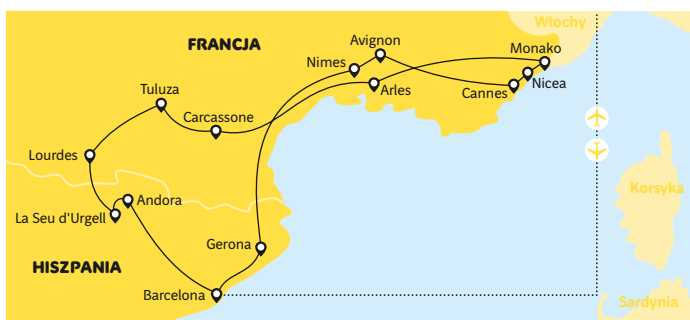 Włochy
FRANCJA
Avignon
Monako
Nimes
Nicea
Tuluza
Arles
Cannes
Carcassone
Lourdes
Korsyka
Andora
La Seu d'Urgell
Gerona
HISZPANIA
Barcelona
Sardynia